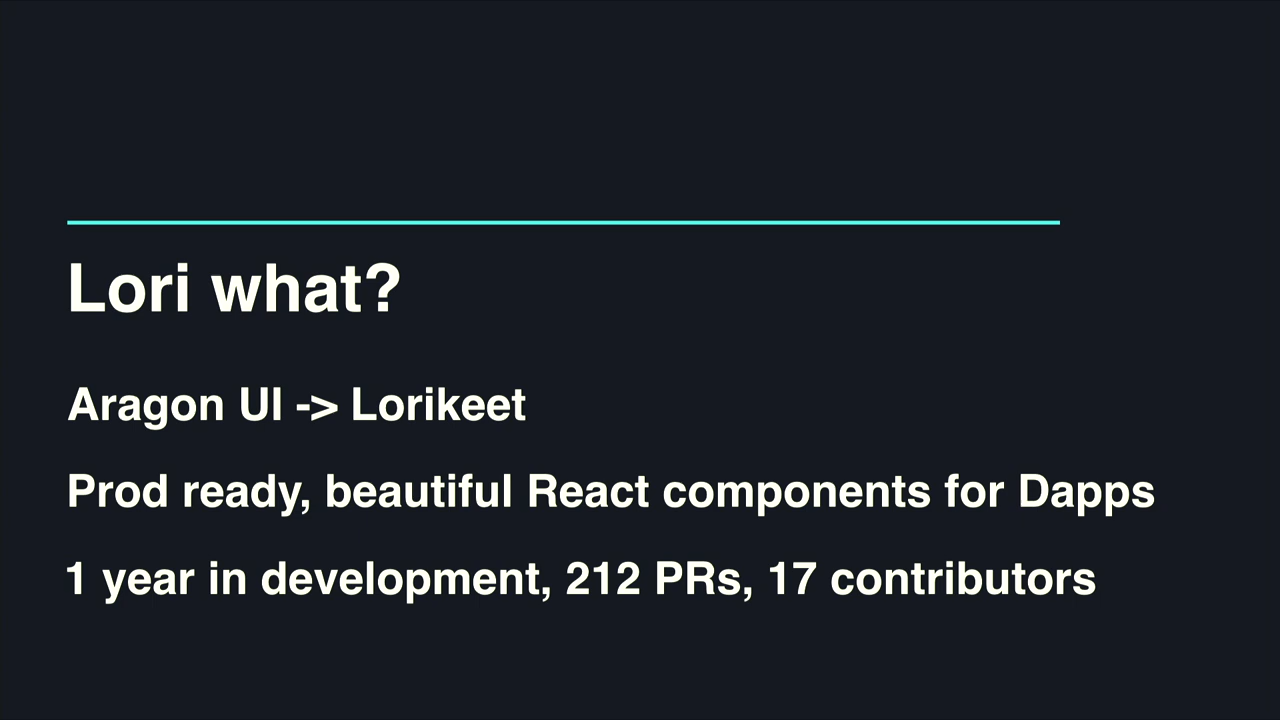 Lori what?
Aragon UI -> Lorikeet
Prod ready, beautiful React components for Dapps
1 year in development, 212 PRs, 17 contributors